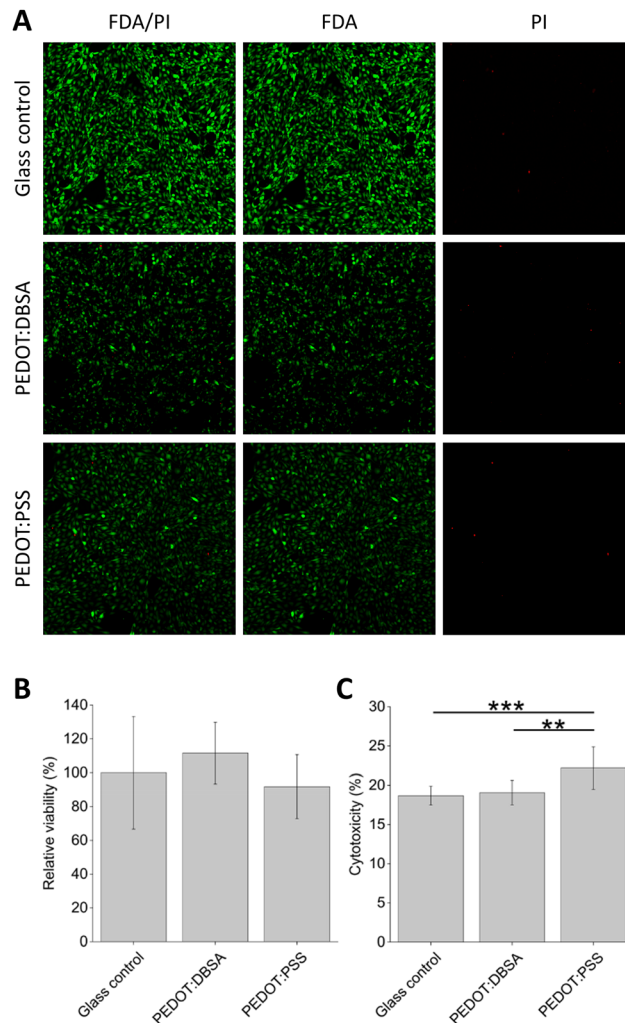 A
FDA/PI
FDA
PI
Glass control
PEDOT:DBSA
PEDOT:PSS
B
Relative viability (%)
140
120
100
80
60
40
20
0
Glass control
PEDOT:DBSA
PEDOT:PSS
C
Cytotoxicity (%)
30
25
20
15
10
5
0
***
**
Glass control
PEDOT:DBSA
PEDOT:PSS